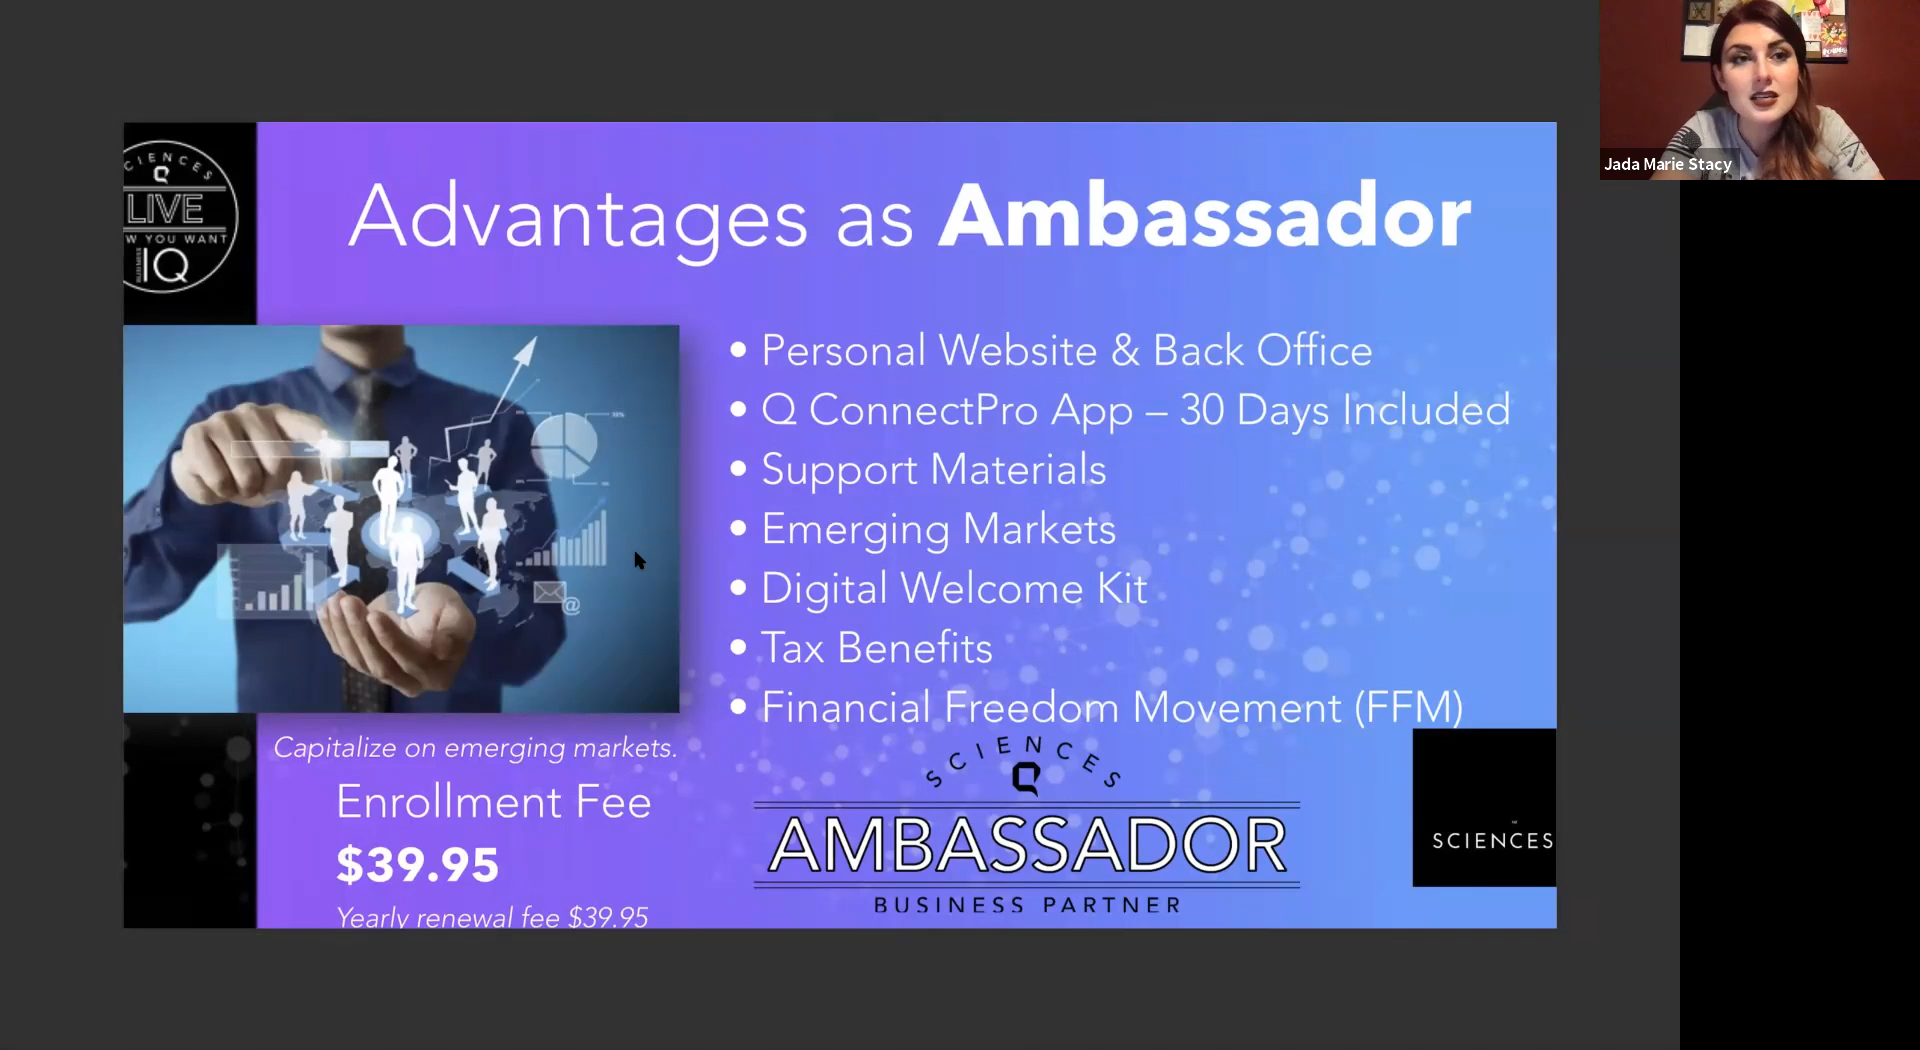 CIENCES
Q
LIVE
W YOU WANT
IQ
Advantages as Ambassador
• Personal Website & Back Office
• Q ConnectPro App – 30 Days Included
• Support Materials
• Emerging Markets
• Digital Welcome Kit
• Tax Benefits
• Financial Freedom Movement (FFM)
Capitalize on emerging markets.
Enrollment Fee
$39.95
Yearly renewal fee $39.95
SCIENCES
Q
AMBASSADOR
BUSINESS PARTNER
SCIENCES
@
Jada Marie Stacy